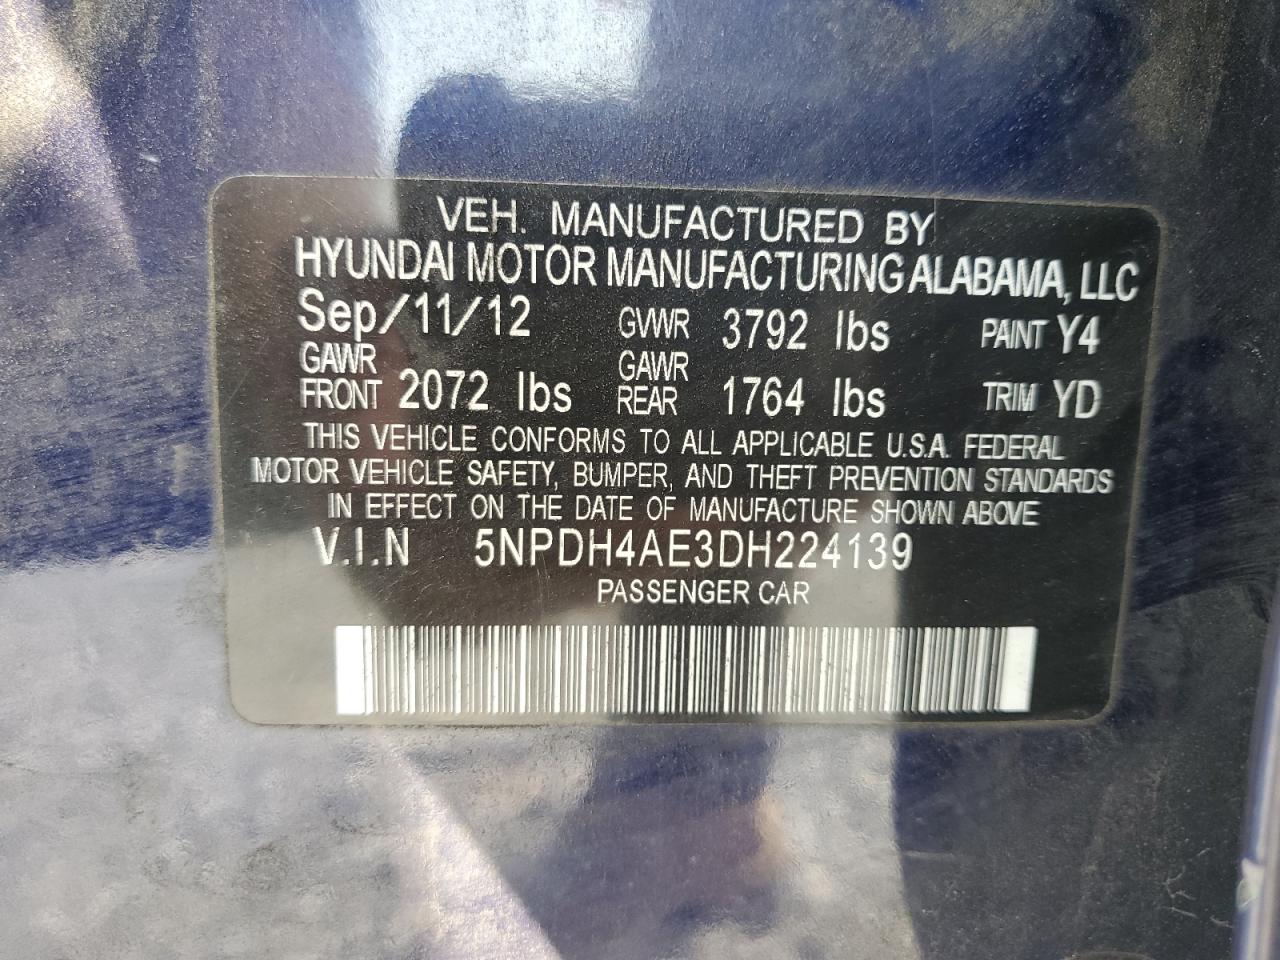 VEH. MANUFACTURED BY
HYUNDAI MOTOR MANUFACTURING ALABAMA, LLC
Sep/11/12 GVWR 3792 lbs PAINT Y4
GAWR FRONT 2072 lbs GAWR REAR 1764 lbs TRIM YD
THIS VEHICLE CONFORMS TO ALL APPLICABLE U.S.A. FEDERAL
MOTOR VEHICLE SAFETY, BUMPER, AND THEFT PREVENTION STANDARDS
IN EFFECT ON THE DATE OF MANUFACTURE SHOWN ABOVE
V.I.N 5NPDH4AE3DH224139
PASSENGER CAR